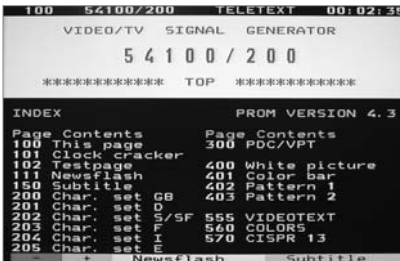 100 54100/200 TELETEXT 00:02:35
VIDEO/TV SIGNAL GENERATOR
54100/200
************ TOP ************
INDEX PROM VERSION 4.3
Page Contents Page Contents
100 This page 300 PDC/VPT
101 Clock cracker
102 Testpage 400 White picture
111 Newsflash 401 Color bar
150 Subtitle 402 Pattern 1
200 Char. set GB 403 Pattern 2
201 Char. set D
202 Char. set S/SF 555 VIDEOTEXT
203 Char. set F 560 COLORS
204 Char. set I 570 CISPR 13
205 Char. set E
- + Newsflash Subtitle